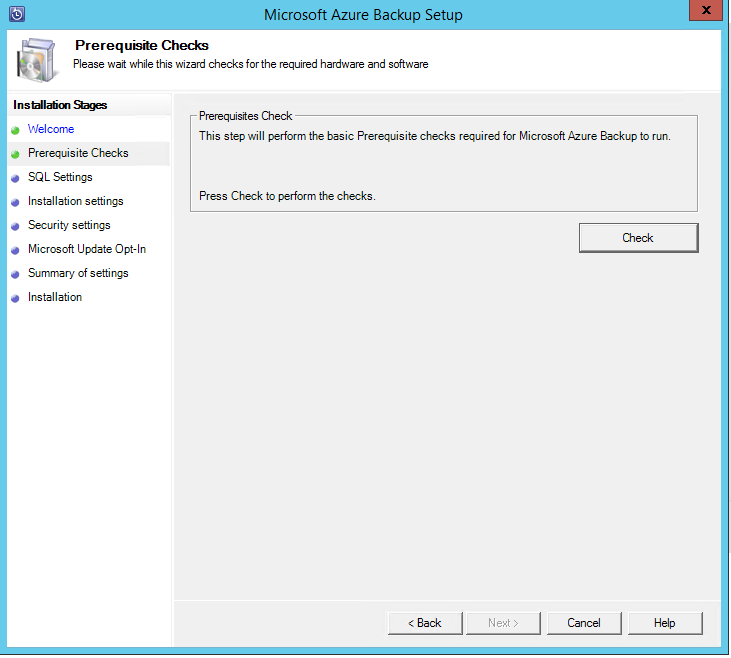 Microsoft Azure Backup Setup
x
Prerequisite Checks
Please wait while this wizard checks for the required hardware and software
Installation Stages
Welcome
Prerequisite Checks
SQL Settings
Installation settings
Security settings
Microsoft Update Opt-In
Summary of settings
Installation
Prerequisites Check
This step will perform the basic Prerequisite checks required for Microsoft Azure Backup to run.
Press Check to perform the checks.
Check
< Back
Next >
Cancel
Help